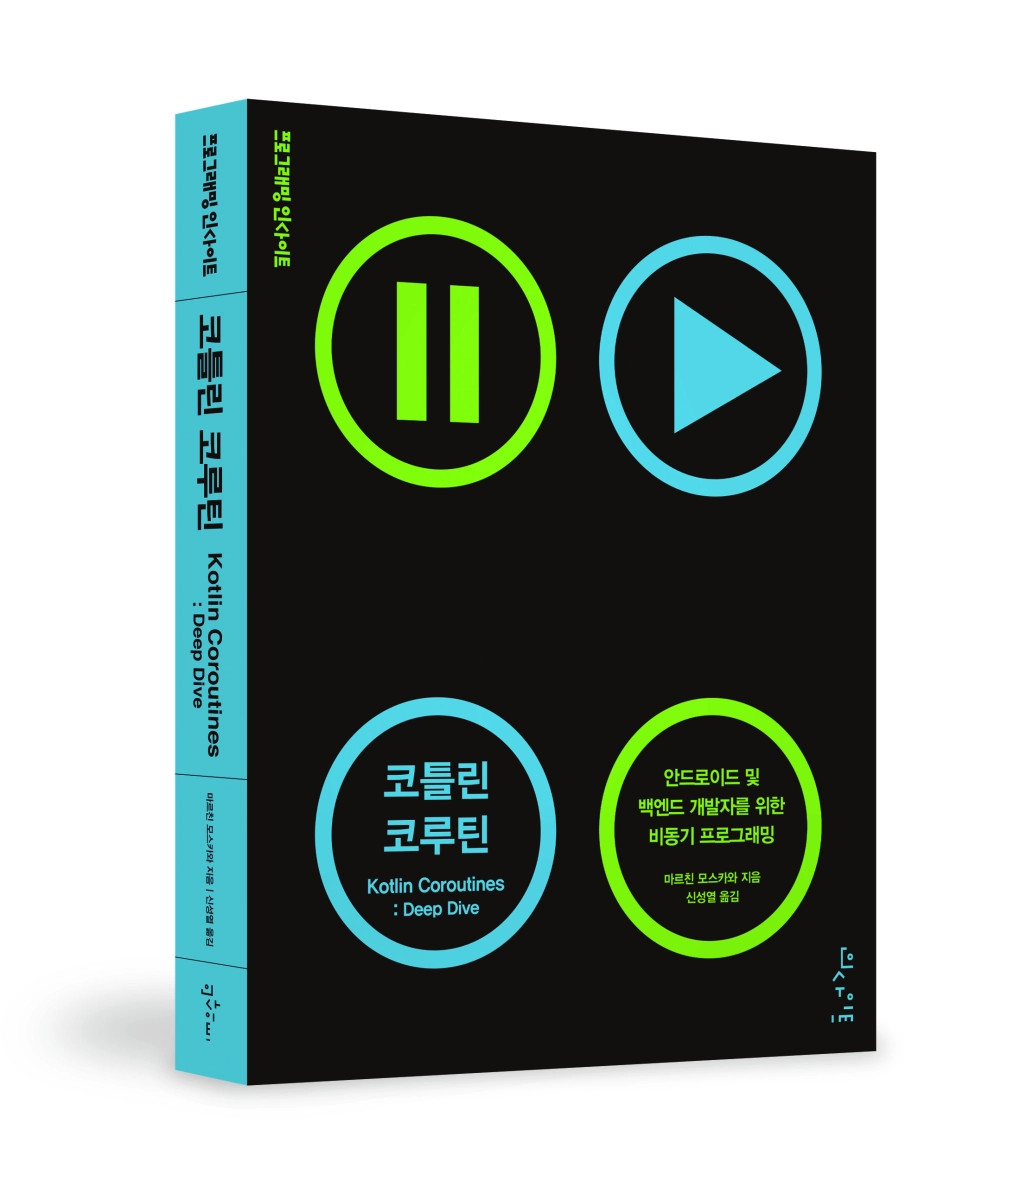 프로그래밍 인사이트
코틀린 코루틴
Kotlin Coroutines
: Deep Dive
마르친 모스카와 지음 | 신성열 옮김
인사이트
프로그래밍 인사이트
코틀린
코루틴
Kotlin Coroutines
: Deep Dive
안드로이드 및
백엔드 개발자를 위한
비동기 프로그래밍
마르친 모스카와 지음
신성열 옮김
인사이트